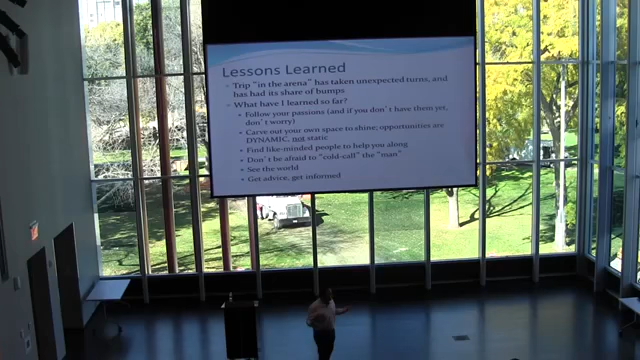 Lessons Learned
Trip "in the arena" has taken unexpected turns, and
has had its share of bumps
What have I learned so far?
Follow your passions (and if you don't have them yet,
don't worry)
Carve out your own space to shine; opportunities are
DYNAMIC, not static
Find like-minded people to help you along
Don't be afraid to "cold-call" the "man"
See the world
Get advice, get informed